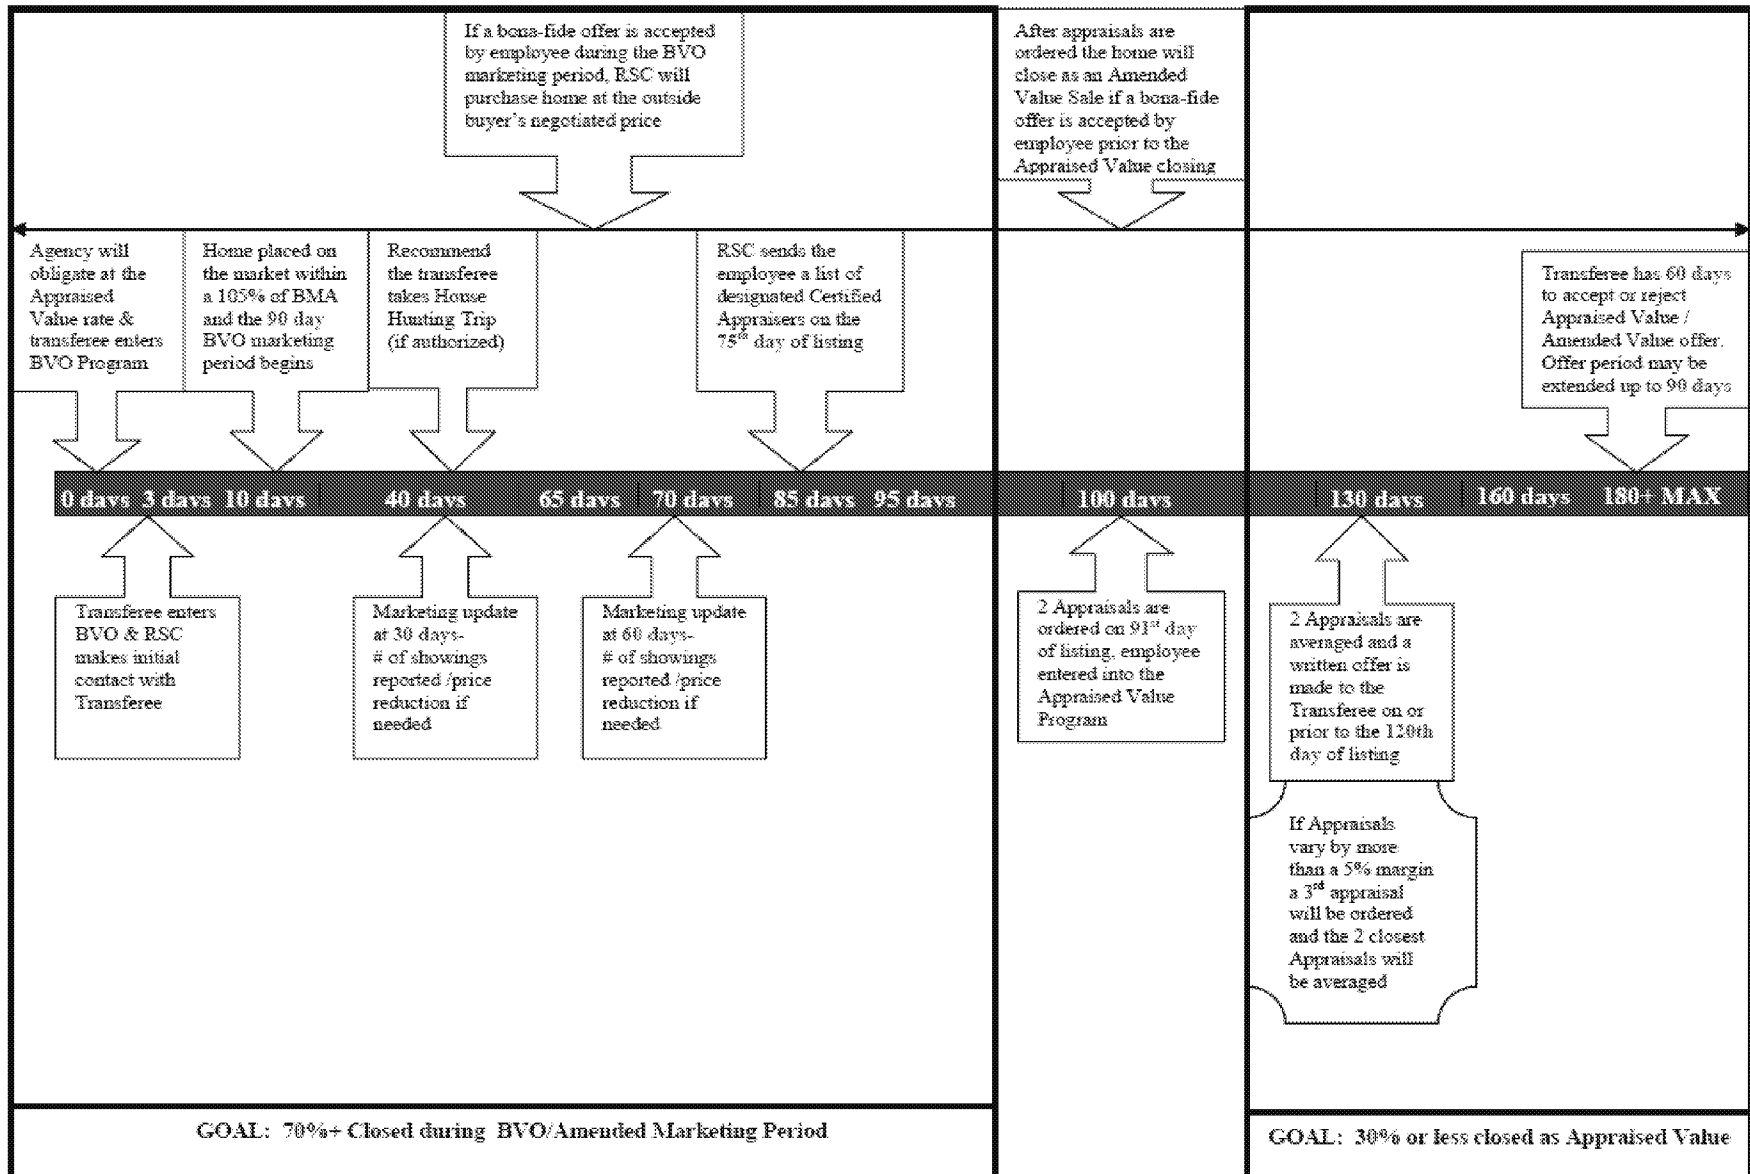 If a bona-fide offer is accepted
by employee during the BVO
marketing period, RSC will
purchase home at the outside
buyer's negotiated price
After appraisals are
ordered the home will
close as an Amended
Value Sale if a bona-fide
offer is accepted by
employee prior to the
Appraised Value closing
Agency will
obligate at the
Appraised
Value rate &
transferee enters
BVO Program
Home placed on
the market within
a 105% of BMA
and the 90 day
BVO marketing
period begins
Recommend
the transferee
takes House
Hunting Trip
(if authorized)
RSC sends the
employee a list of
designated Certified
Appraisers on the
75th day of listing
Transferee has 60 days
to accept or reject
Appraised Value /
Amended Value offer.
Offer period may be
extended up to 90 days
0 days 3 days 10 days 40 days 65 days 70 days 85 days 95 days 100 days 130 days 160 days 180+ MAX
Transferee enters
BVO & RSC
makes initial
contact with
Transferee
Marketing update
at 30 days-
# of showings
reported /price
reduction if
needed
Marketing update
at 60 days-
# of showings
reported /price
reduction if
needed
2 Appraisals are
ordered on 91st day
of listing, employee
entered into the
Appraised Value
Program
2 Appraisals are
averaged and a
written offer is
made to the
Transferee on or
prior to the 120th
day of listing
If Appraisals
vary by more
than a 5% margin
a 3rd appraisal
will be ordered
and the 2 closest
Appraisals will
be averaged
GOAL: 70%+ Closed during BVO/Amended Marketing Period
GOAL: 30% or less closed as Appraised Value